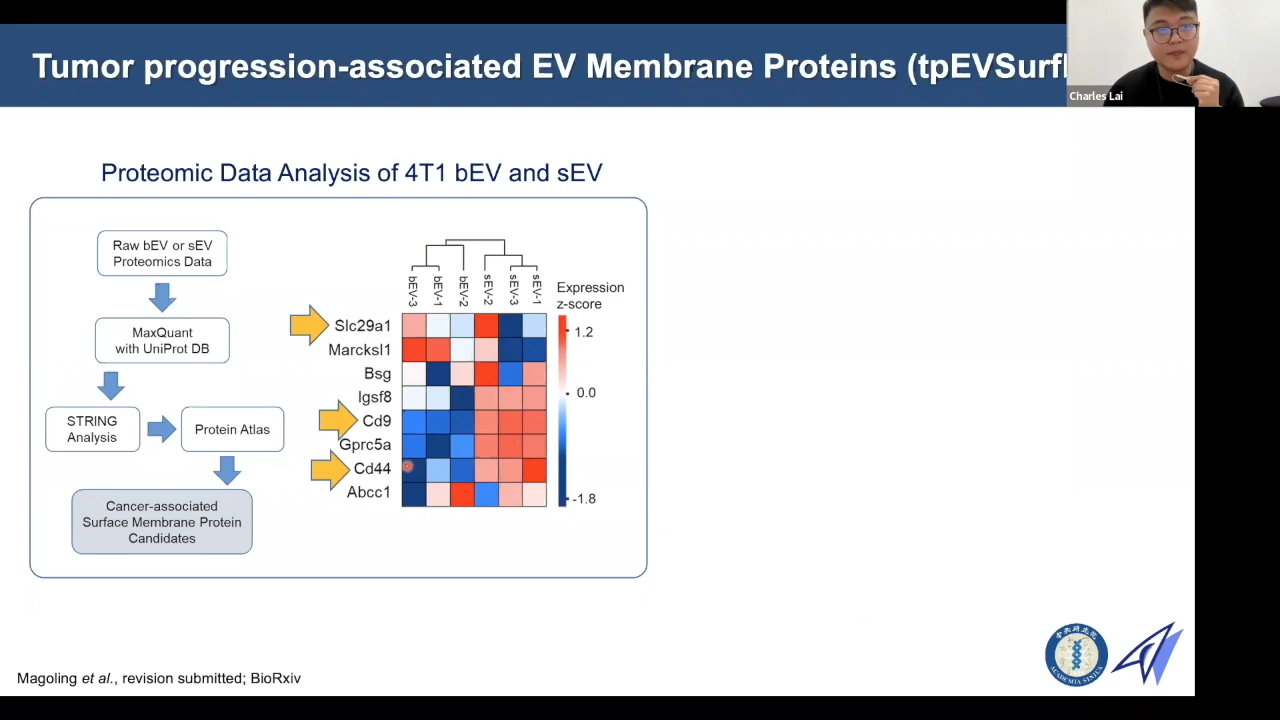 Tumor progression-associated EV Membrane Proteins (tpEVSurf
Charles Lai
Proteomic Data Analysis of 4T1 bEV and sEV
Raw bEV or sEV
Proteomics Data
MaxQuant
with UniProt DB
STRING
Analysis
Protein Atlas
Cancer-associated
Surface Membrane Protein
Candidates
bEV-3
bEV-1
bEV-2
sEV-2
sEV-3
sEV-1
Expression
z-score
1.2
0.0
-1.8
Slc29a1
Marcksl1
Bsg
Igsf8
Cd9
Gprc5a
Cd44
Abcc1
ACADEMIA SINICA
Magoling et al., revision submitted; BioRxiv